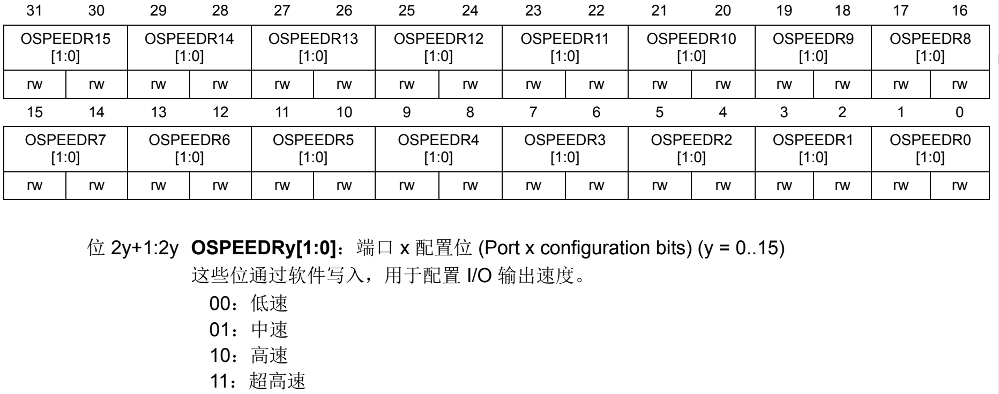 31 30 29 28 27 26 25 24 23 22 21 20 19 18 17 16
OSPEEDR15 OSPEEDR14 OSPEEDR13 OSPEEDR12 OSPEEDR11 OSPEEDR10 OSPEEDR9 OSPEEDR8
[1:0] [1:0] [1:0] [1:0] [1:0] [1:0] [1:0] [1:0]
rw rw rw rw rw rw rw rw rw rw rw rw rw rw rw rw
15 14 13 12 11 10 9 8 7 6 5 4 3 2 1 0
OSPEEDR7 OSPEEDR6 OSPEEDR5 OSPEEDR4 OSPEEDR3 OSPEEDR2 OSPEEDR1 OSPEEDR0
[1:0] [1:0] [1:0] [1:0] [1:0] [1:0] [1:0] [1:0]
rw rw rw rw rw rw rw rw rw rw rw rw rw rw rw rw
位 2y+1:2y OSPEEDRy[1:0]：端口 x 配置位 (Port x configuration bits) (y = 0..15)
这些位通过软件写入，用于配置 I/O 输出速度。
00：低速
01：中速
10：高速
11：超高速